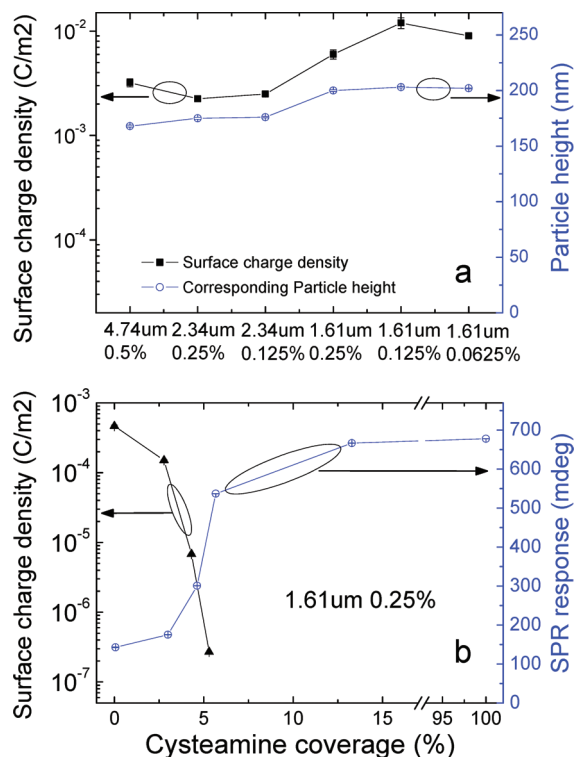 Surface charge density (C/m2)
10-2
10-3
10-4
250
200
150
100
50
0
Particle height (nm)
Surface charge density
Corresponding Particle height
a
4.74um 2.34um 2.34um 1.61um 1.61um 1.61um
0.5% 0.25% 0.125% 0.25% 0.125% 0.0625%
Surface charge density (C/m2)
10-3
10-4
10-5
10-6
10-7
700
600
500
400
300
200
100
0
SPR response (mdeg)
1.61um 0.25%
b
0 5 10 15 95 100
Cysteamine coverage (%)